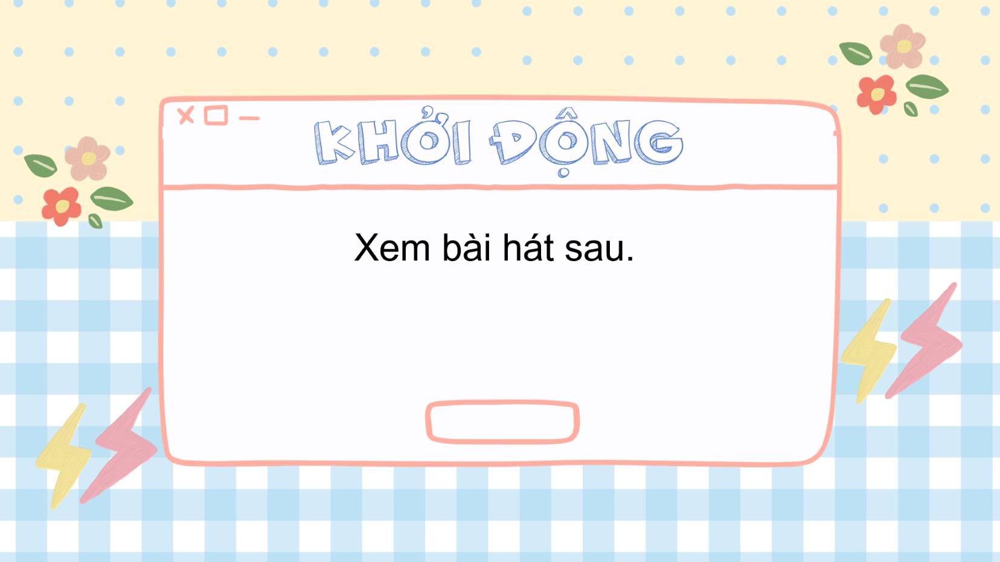 KHỞI ĐỘNG
Xem bài hát sau.